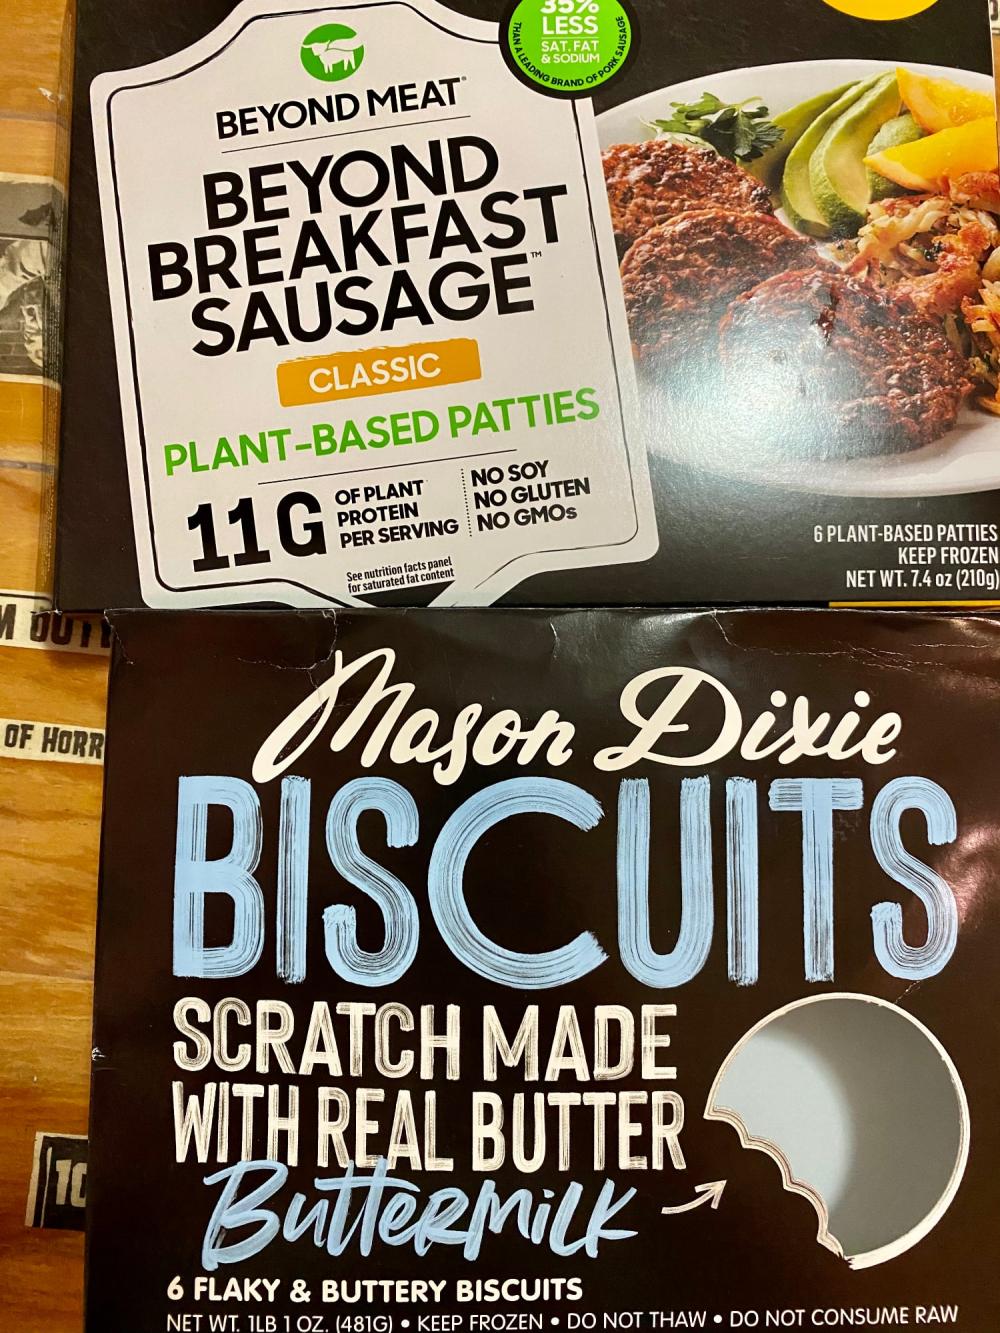 35%
LESS
SAT. FAT
& SODIUM
THAN A LEADING BRAND OF PORK SAUSAGE
BEYOND MEAT®
BEYOND
BREAKFAST
SAUSAGE™
CLASSIC
PLANT-BASED PATTIES
11G
OF PLANT
PROTEIN
PER SERVING
NO SOY
NO GLUTEN
NO GMOs
See nutrition facts panel
for saturated fat content
6 PLANT-BASED PATTIES
KEEP FROZEN
NET WT. 7.4 oz (210g)
OF HORR
10
Mason Dixie
BISCUITS
SCRATCH MADE
WITH REAL BUTTER
Buttermilk
6 FLAKY & BUTTERY BISCUITS
NET WT. 1LB 1 OZ. (481G) • KEEP FROZEN • DO NOT THAW • DO NOT CONSUME RAW